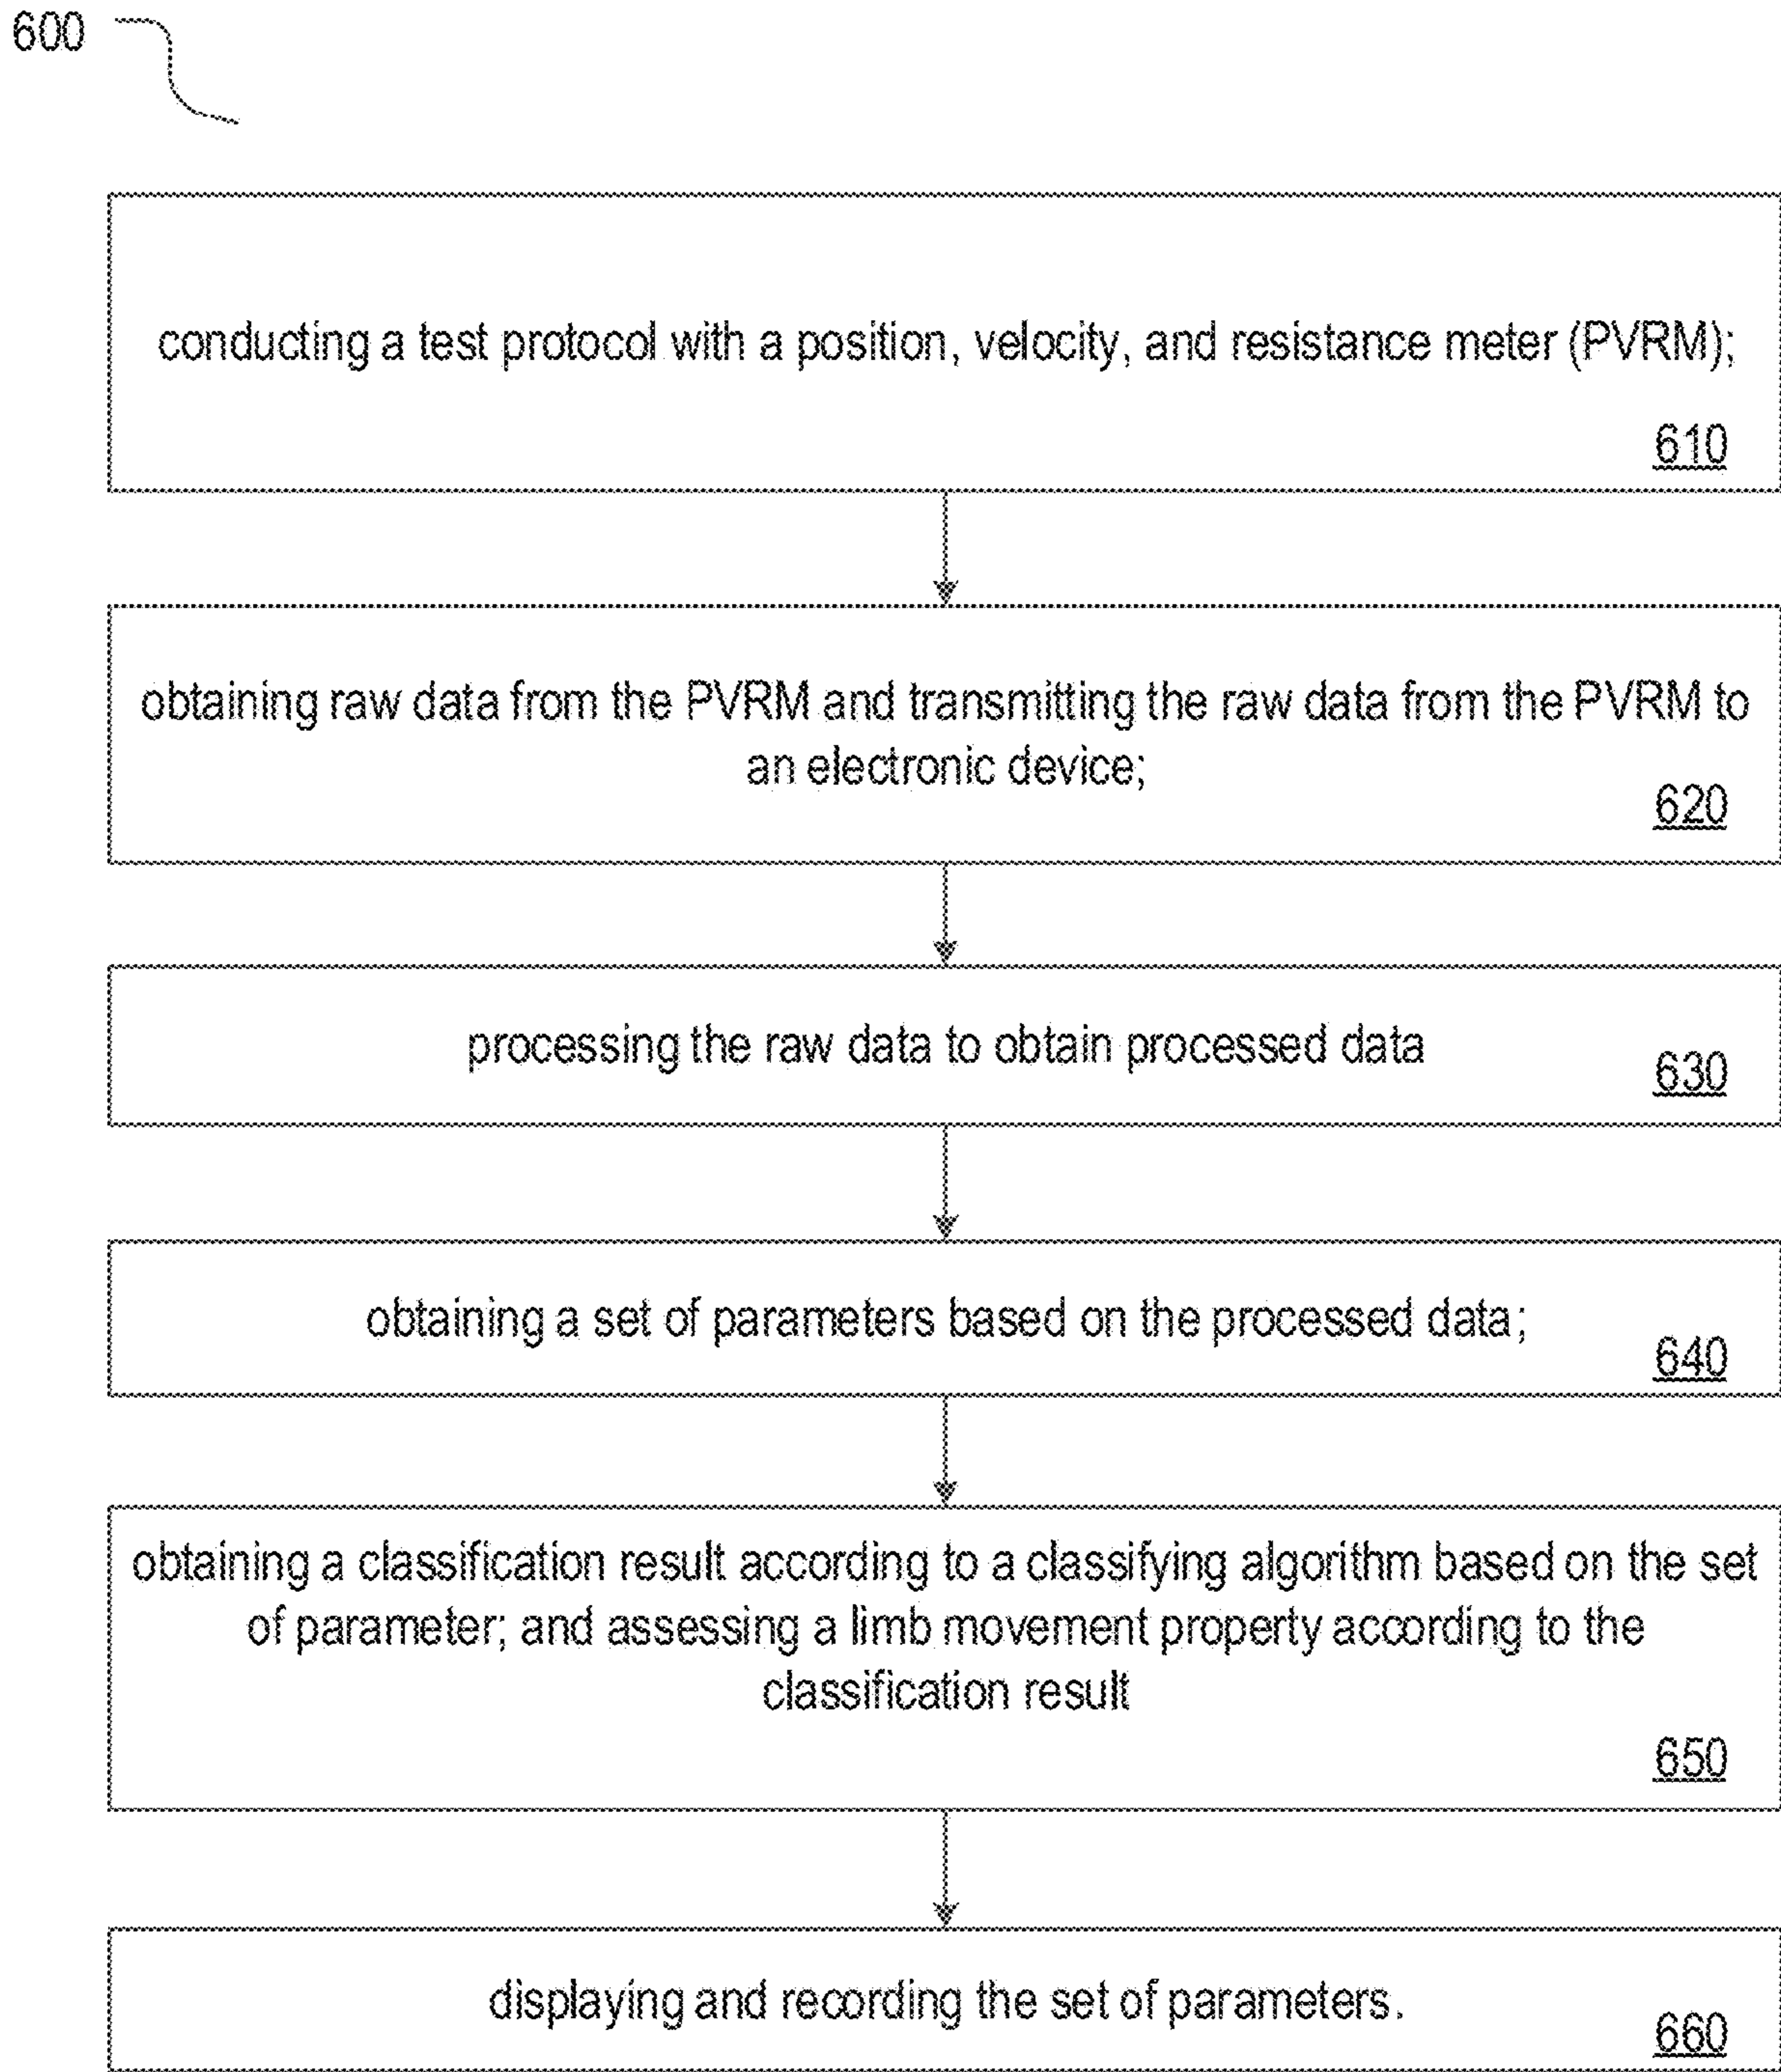 600
conducting a test protocol with a position, velocity, and resistance meter (PVRM);
610
obtaining raw data from the PVRM and transmitting the raw data from the PVRM to
an electronic device;
620
processing the raw data to obtain processed data
630
obtaining a set of parameters based on the processed data;
640
obtaining a classification result according to a classifying algorithm based on the set
of parameter; and assessing a limb movement property according to the
classification result
650
displaying and recording the set of parameters.
660